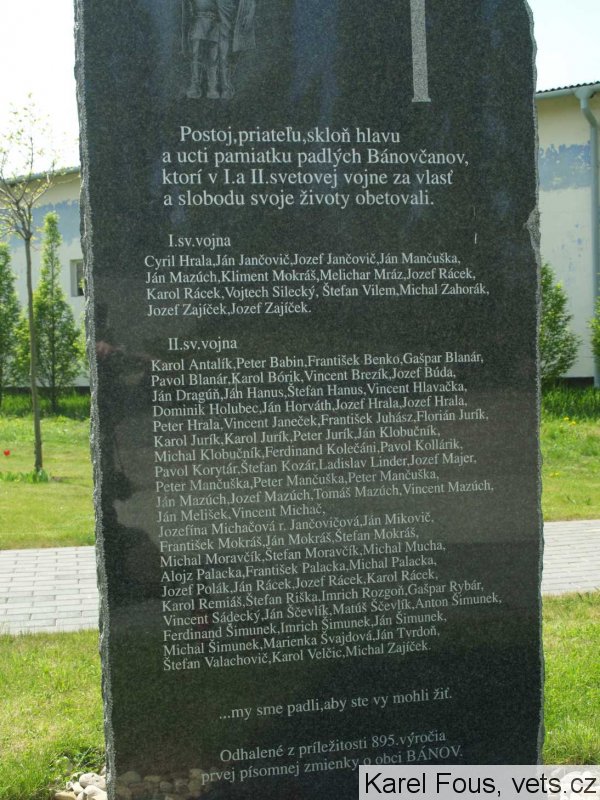 Postoj,priateľu,skloň hlavu
a ucti pamiatku padlých Bánovčanov,
ktorí v I.a II.svetovej vojne za vlasť
a slobodu svoje životy obetovali.
I.sv.vojna
Cyril Hrala,Ján Jančovič,Jozef Jančovič,Ján Mančuška,
Ján Mazúch,Kliment Mokráš,Melichar Mráz,Jozef Rácek,
Karol Rácek,Vojtech Silecký, Štefan Vilem,Michal Zahorák,
Jozef Zajíček,Jozef Zajíček.
II.sv.vojna
Karol Antalík,Peter Babin,František Benko,Gašpar Blanár,
Pavol Blanár,Karol Bórik,Vincent Brezík,Jozef Búda,
Ján Dragúň,Ján Hanus,Štefan Hanus,Vincent Hlavačka,
Dominik Holubec,Ján Horváth,Jozef Hrala,Jozef Hrala,
Peter Hrala,Vincent Janeček,František Juhász,Florián Jurík,
Karol Jurík,Karol Jurík,Peter Jurík,Ján Klobučník,
Michal Klobučník,Ferdinand Kolečáni,Pavol Kollárik,
Pavol Korytár,Štefan Kozár,Ladislav Linder,Jozef Majer,
Peter Mančuška,Peter Mančuška,Peter Mančuška,
Ján Mazúch,Jozef Mazúch,Tomáš Mazúch,Vincent Mazúch,
Ján Melišek,Vincent Michač,
Jozefína Michačová r. Jančovičová,Ján Mikovič,
František Mokráš,Ján Mokráš,Štefan Mokráš,
Michal Moravčík,Štefan Moravčík,Michal Mucha,
Alojz Palacka,František Palacka,Michal Palacka,
Jozef Polák,Ján Rácek,Jozef Rácek,Karol Rácek,
Karol Remiáš,Štefan Riška,Imrich Rozgoň,Gašpar Rybár,
Vincent Sádecký,Ján Ščevlík,Matúš Ščevlík,Anton Šimunek,
Ferdinand Šimunek,Imrich Šimunek,Ján Šimunek,
Michal Šimunek,Marienka Švajdová,Ján Tvrdoň,
Štefan Valachovič,Karol Velčic,Michal Zajíček.
...my sme padli,aby ste vy mohli žiť.
Odhalené z príležitosti 895.výročia
prvej písomnej zmienky o obci BÁNOV.
Karel Fous, vets.cz